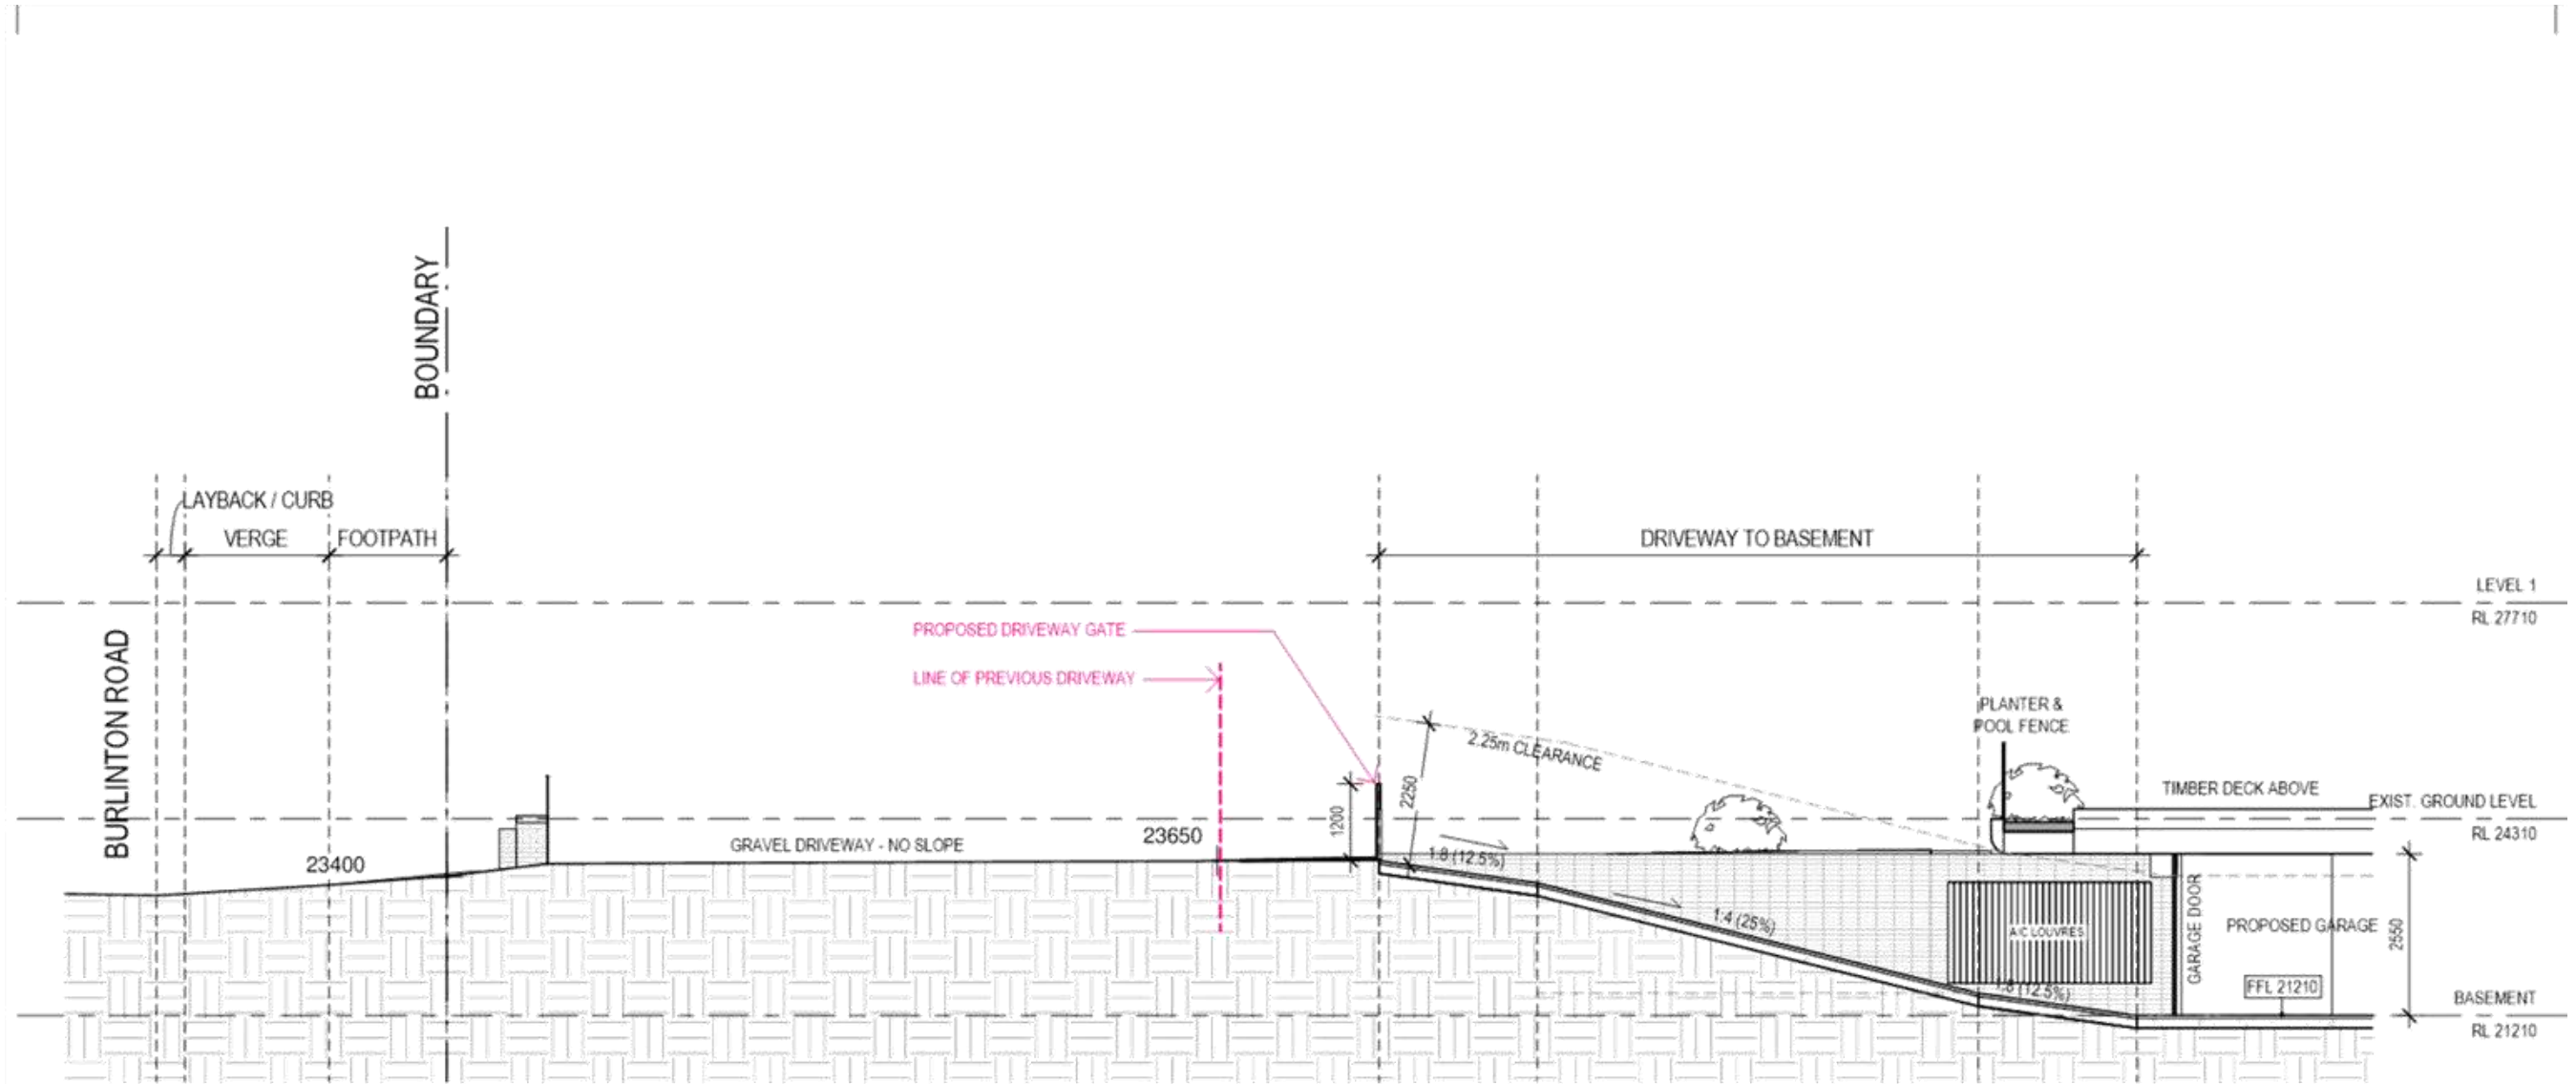 BOUNDARY
LAYBACK / CURB
VERGE
FOOTPATH
DRIVEWAY TO BASEMENT
LEVEL 1
RL 27710
BURLINTON ROAD
PROPOSED DRIVEWAY GATE
LINE OF PREVIOUS DRIVEWAY
PLANTER &
POOL FENCE
2.25m CLEARANCE
2250
1200
TIMBER DECK ABOVE
EXIST. GROUND LEVEL
RL 24310
23400
GRAVEL DRIVEWAY - NO SLOPE
23650
1:8 (12.5%)
1:4 (25%)
A/C LOUVRES
1:8 (12.5%)
GARAGE DOOR
PROPOSED GARAGE
2550
FFL 21210
BASEMENT
RL 21210